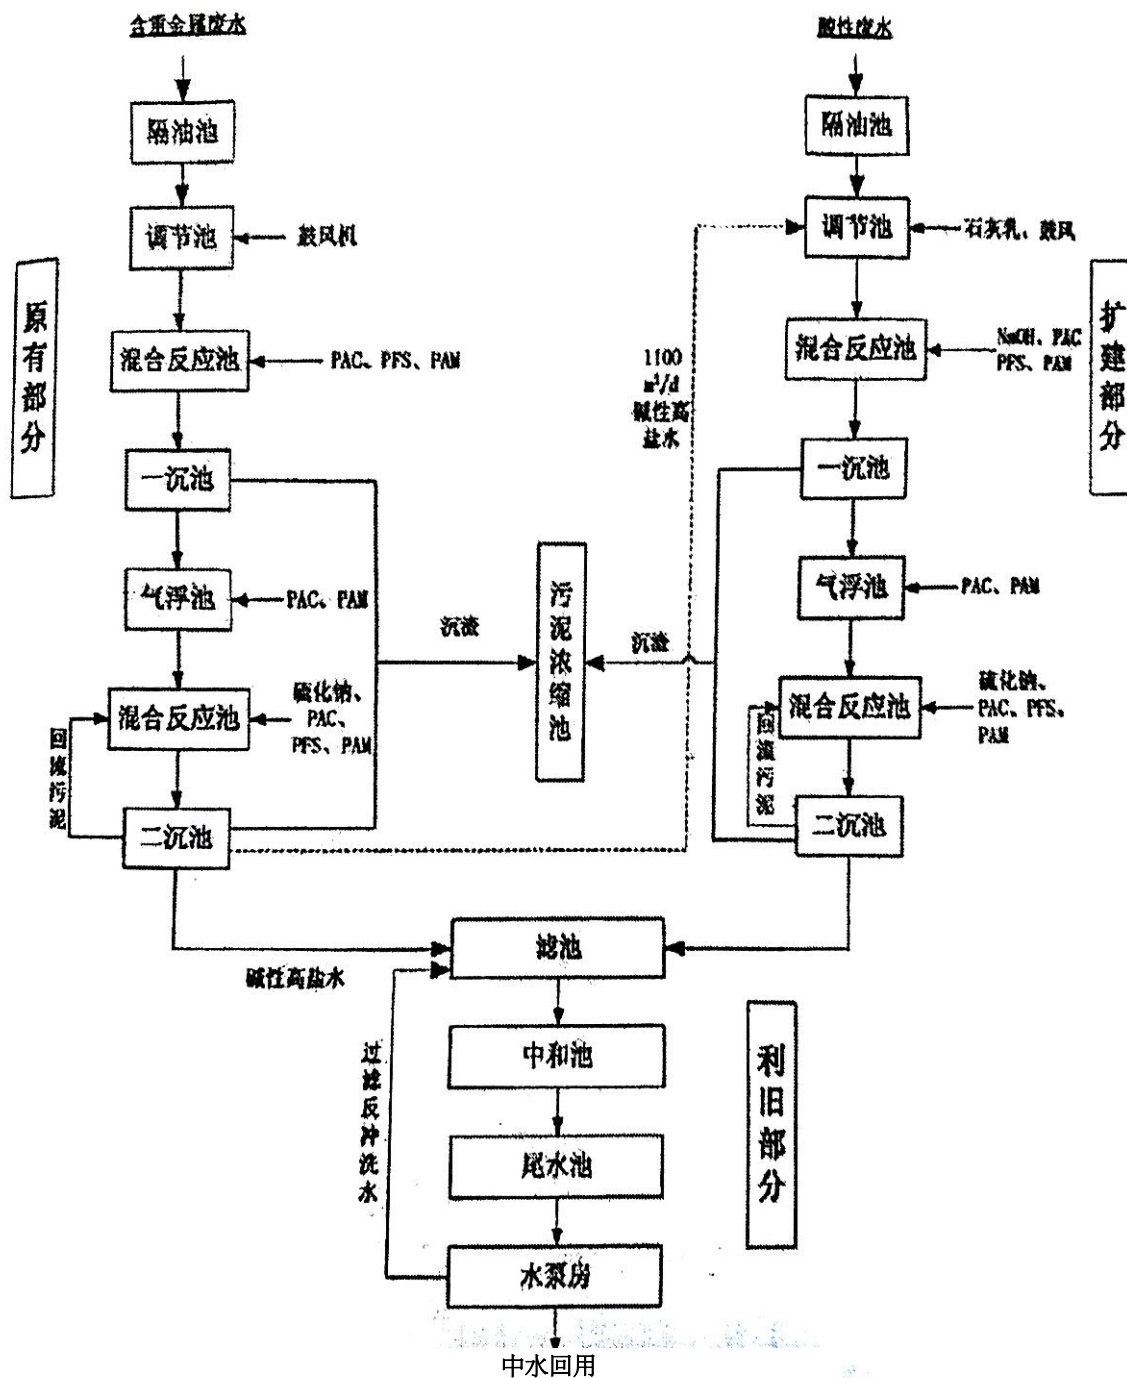 含重金属废水
隔油池
调节池
鼓风机
混合反应池
PAC、PFS、PAM
一沉池
气浮池
PAC、PAM
混合反应池
硫化钠、
PAC、
PFS、PAM
回流污泥
二沉池
原有部分
酸性废水
隔油池
调节池
石灰乳、鼓风
混合反应池
NaOH、PAC
PFS、PAM
一沉池
气浮池
PAC、PAM
混合反应池
硫化钠、
PAC、PFS、
PAM
回流污泥
二沉池
扩建部分
1100
m³/d
碱性高
盐水
沉渣
污泥浓缩池
沉渣
碱性高盐水
滤池
中和池
尾水池
水泵房
过滤反冲洗水
利旧部分
中水回用